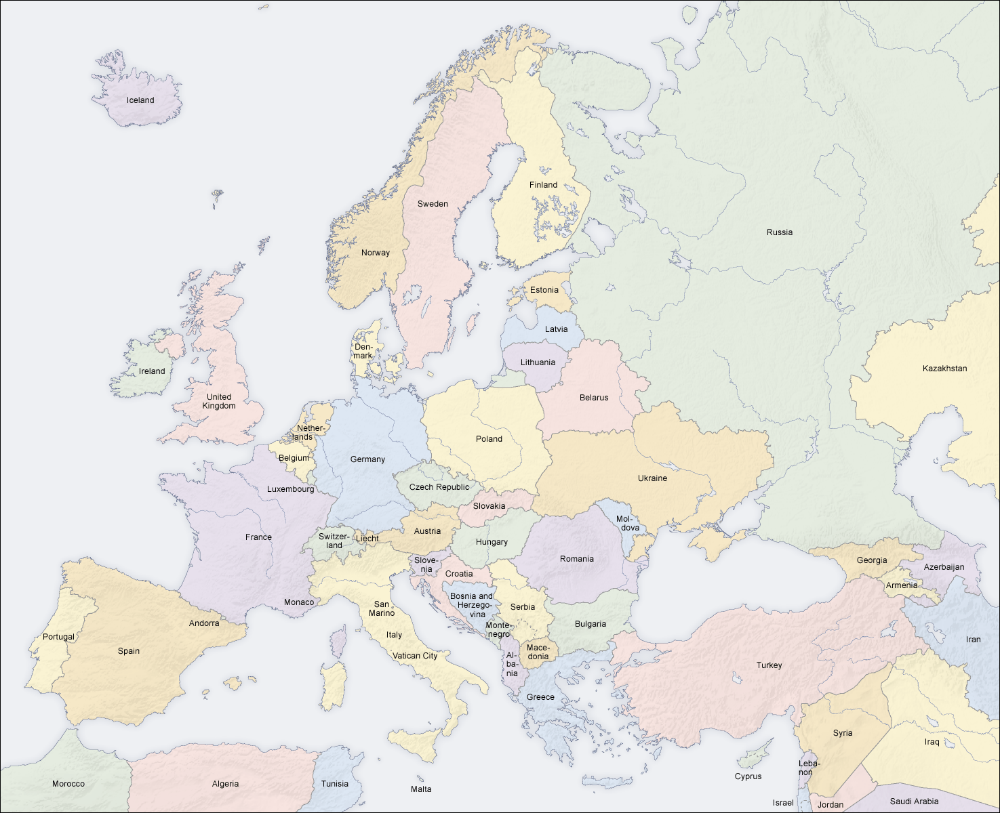 Iceland
Finland
Sweden
Russia
Norway
Estonia
Latvia
Den-
mark
Lithuania
Ireland
Kazakhstan
United
Kingdom
Belarus
Nether-
lands
Poland
Belgium
Germany
Ukraine
Luxembourg
Czech Republic
Slovakia
Mol-
dova
Austria
Switzer-
land
Liecht.
France
Hungary
Romania
Slove-
nia
Georgia
Azerbaijan
Croatia
Armenia
Bosnia and
Herzego-
vina
Monaco
San
Marino
Serbia
Andorra
Bulgaria
Monte-
negro
Portugal
Italy
Iran
Spain
Vatican City
Mace-
donia
Al-
ba-
nia
Turkey
Greece
Syria
Iraq
Leba-
non
Cyprus
Morocco
Algeria
Tunisia
Malta
Israel
Jordan
Saudi Arabia